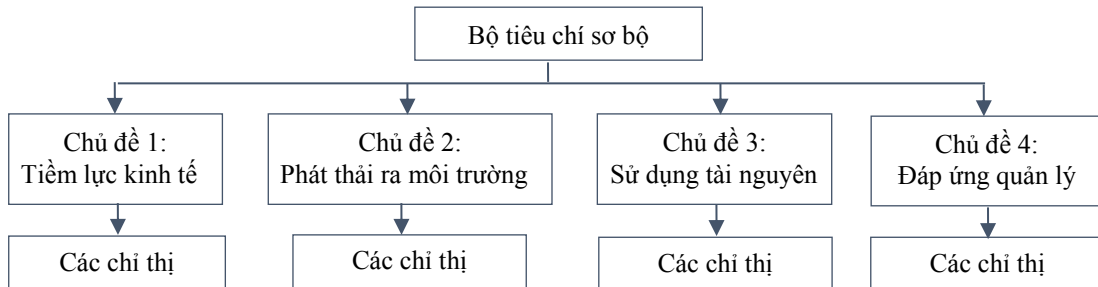 Bộ tiêu chí sơ bộ
Chủ đề 1:
Tiềm lực kinh tế
Chủ đề 2:
Phát thải ra môi trường
Chủ đề 3:
Sử dụng tài nguyên
Chủ đề 4:
Đáp ứng quản lý
Các chỉ thị
Các chỉ thị
Các chỉ thị
Các chỉ thị